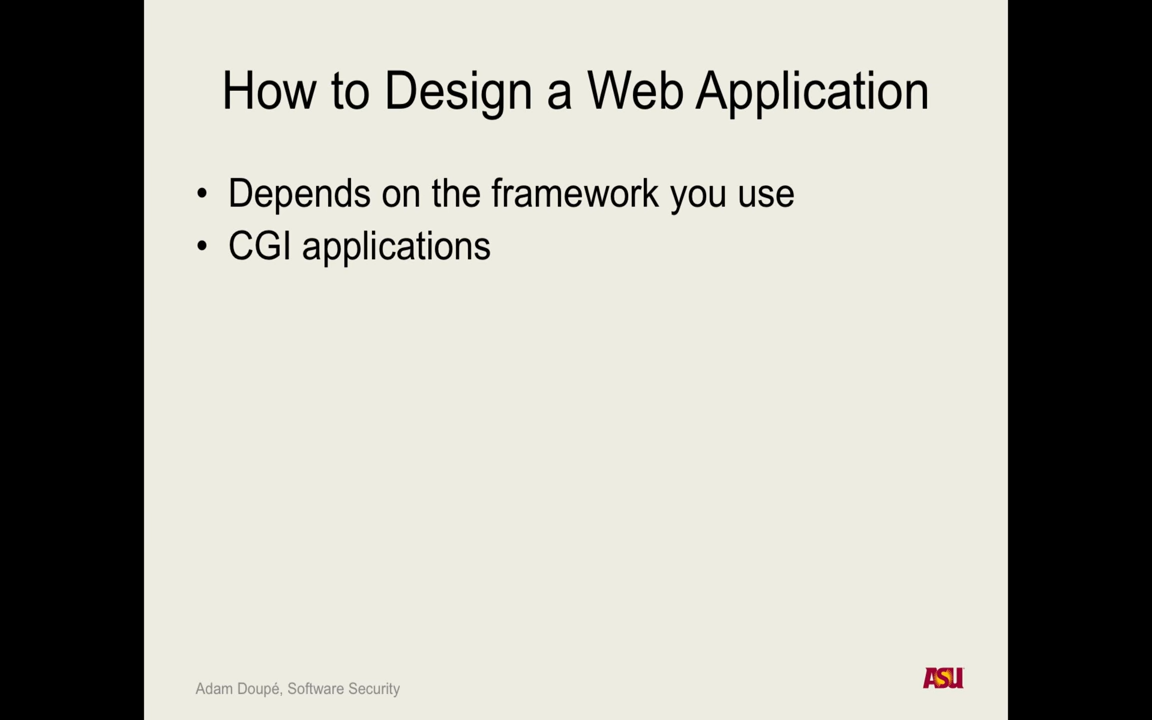 How to Design a Web Application
• Depends on the framework you use
• CGI applications
Adam Doupé, Software Security
ASU